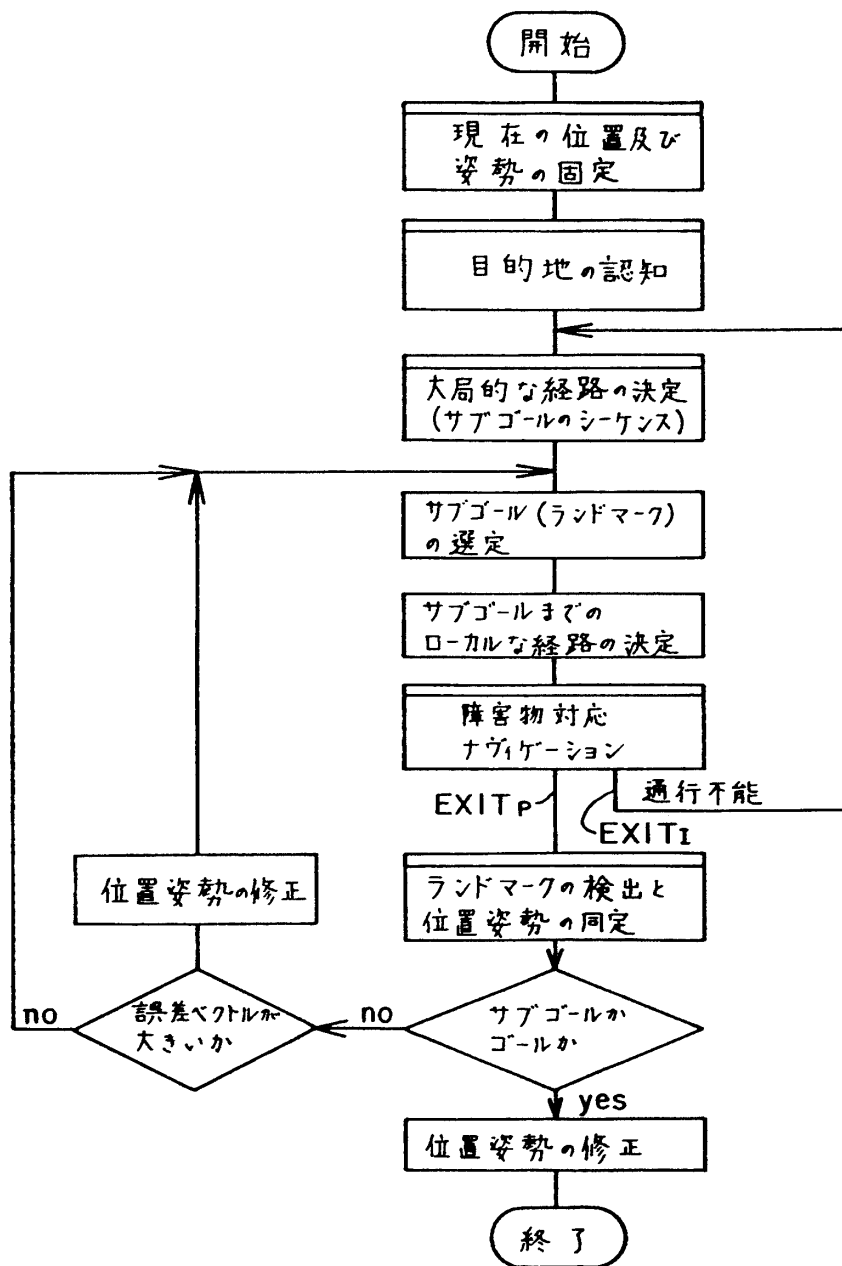 開始
現在の位置及び
姿勢の固定
目的地の認知
大局的な経路の決定
(サブゴールのシーケンス)
サブゴール(ランドマーク)
の選定
サブゴールまでの
ローカルな経路の決定
障害物対応
ナヴィゲーション
EXITP
通行不能
EXITI
位置姿勢の修正
ランドマークの検出と
位置姿勢の同定
no
誤差ベクトルが
大きいか
no
サブゴールか
ゴールか
yes
位置姿勢の修正
終了